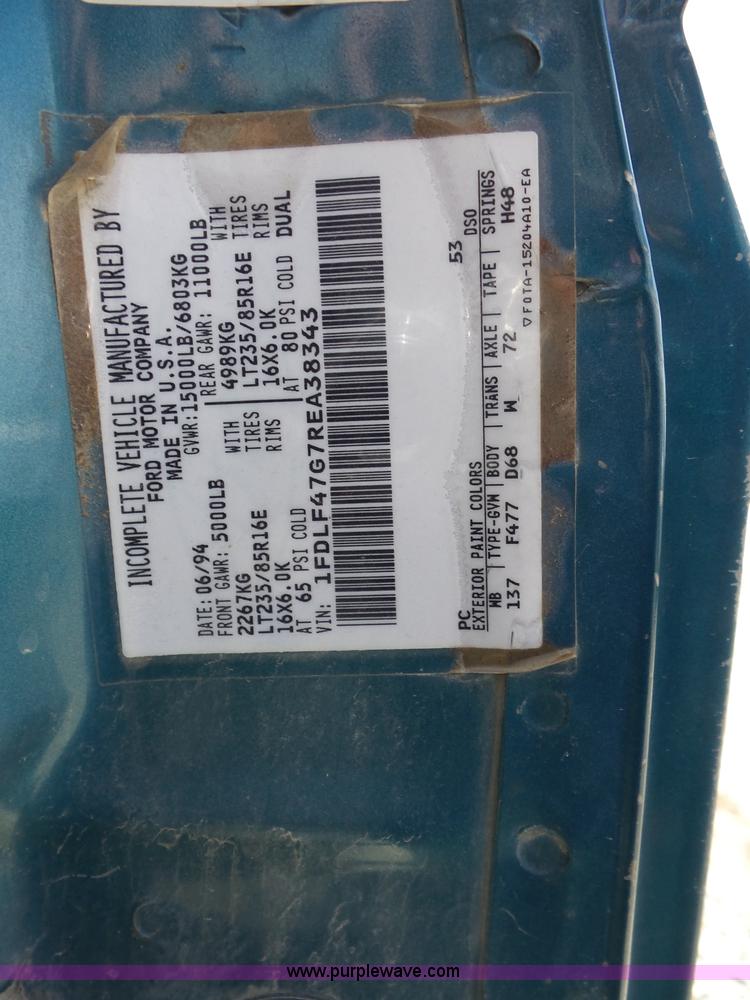 INCOMPLETE VEHICLE MANUFACTURED BY
FORD MOTOR COMPANY
MADE IN U.S.A.
GVWR:15000LB/6803KG
DATE: 06/94
FRONT GAWR: 5000LB REAR GAWR: 11000LB
2267KG WITH 4989KG WITH
LT235/85R16E TIRES LT235/85R16E TIRES
16X6.0K RIMS 16X6.0K RIMS
AT 65 PSI COLD AT 80 PSI COLD DUAL
VIN: 1FDLF47G7REA38343
PC 53 DSO
EXTERIOR PAINT COLORS
WB | TYPE-GVW | BODY | TRANS | AXLE | TAPE | SPRINGS
137 F477 D68 W 72 H48
▽F0TA-15204A10-EA
www.purplewave.com